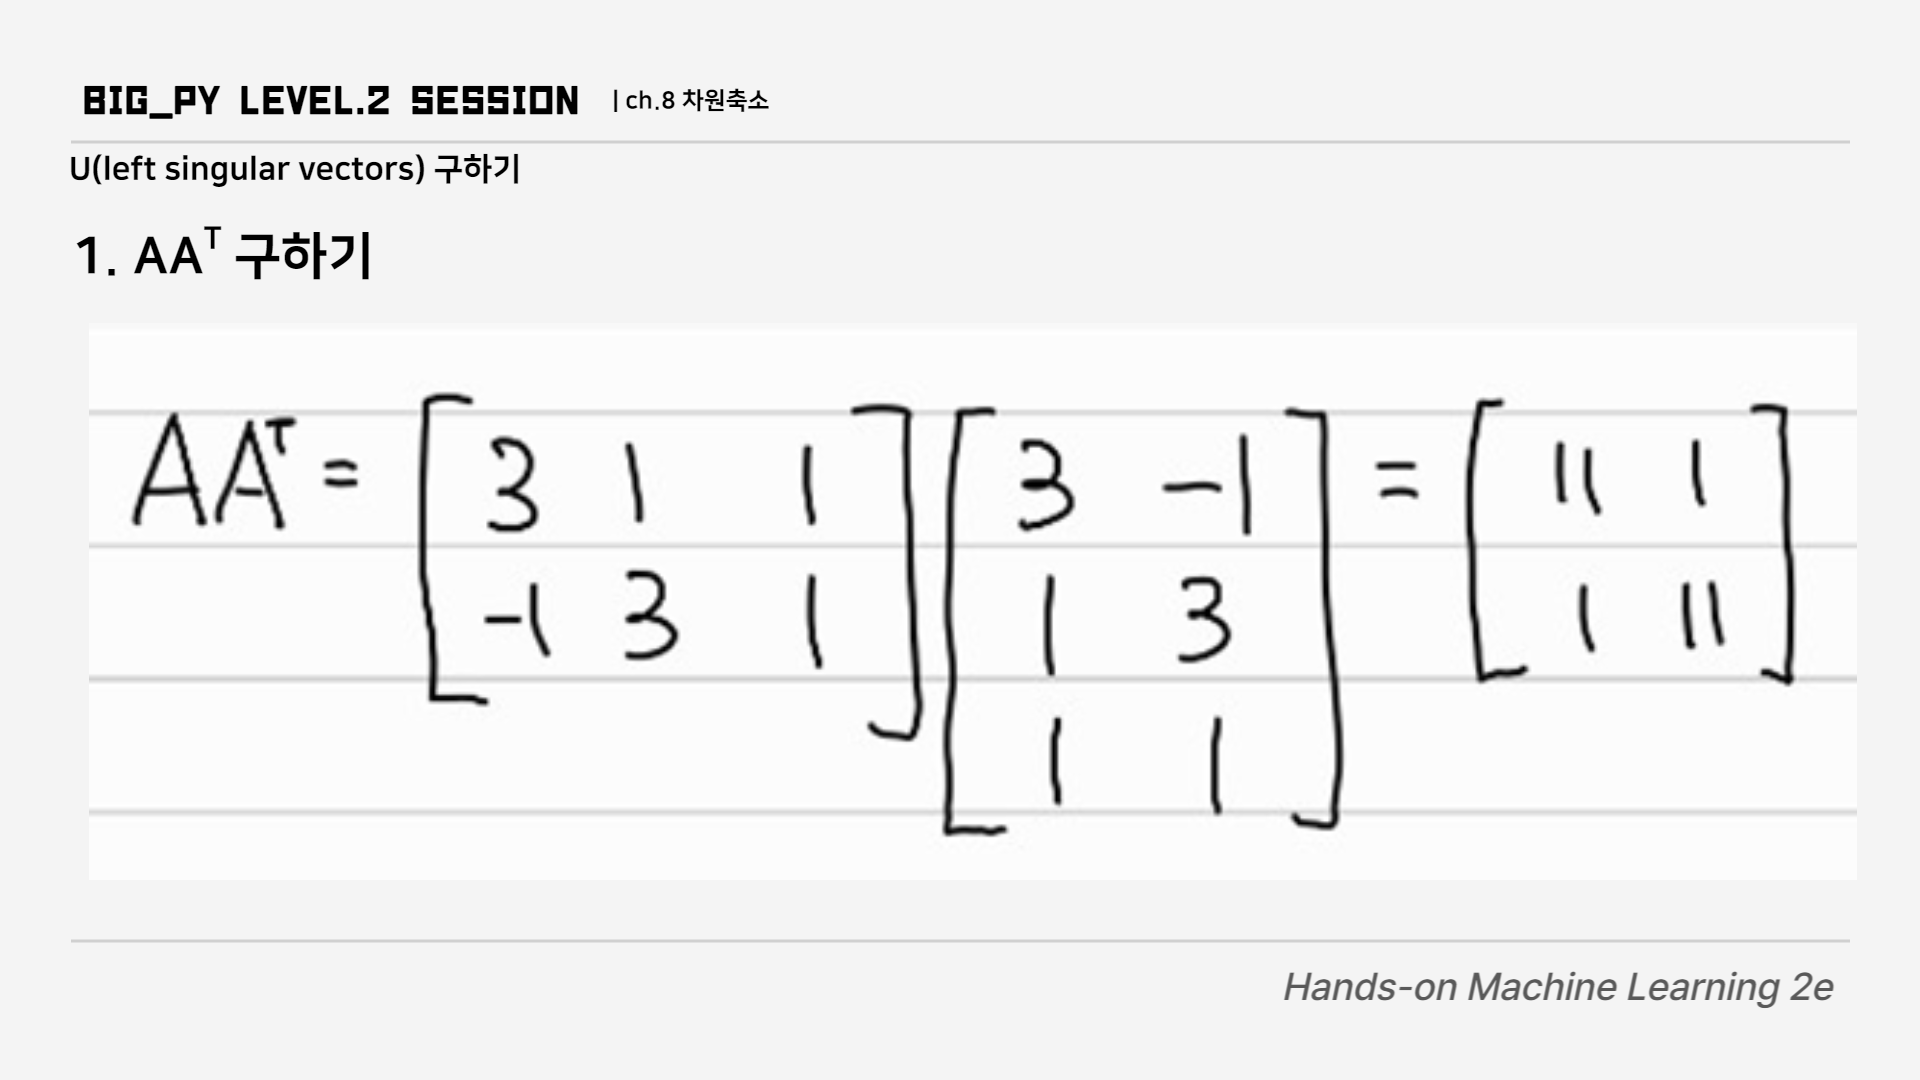 BIG_PY LEVEL.2 SESSION | ch.8 차원축소
U(left singular vectors) 구하기
1. AAᵀ 구하기
AAᵀ = [3 1 1 [3 -1 = [11 1
-1 3 1] 1 3 1 11]
1 1]
Hands-on Machine Learning 2e